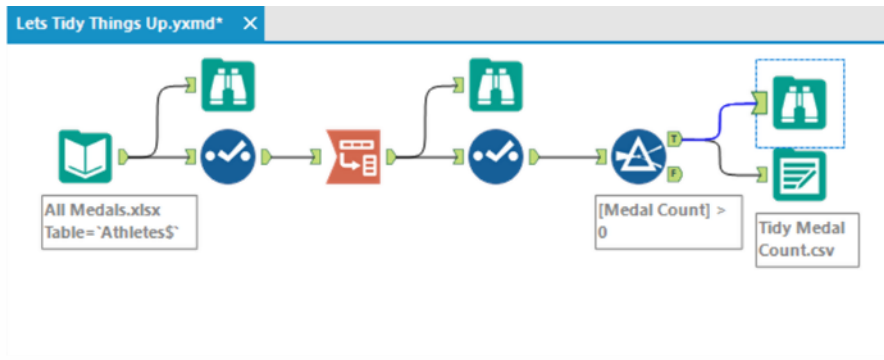 Lets Tidy Things Up.yxmd*
All Medals.xlsx
Table=`Athletes$`
T
F
[Medal Count] >
0
Tidy Medal
Count.csv